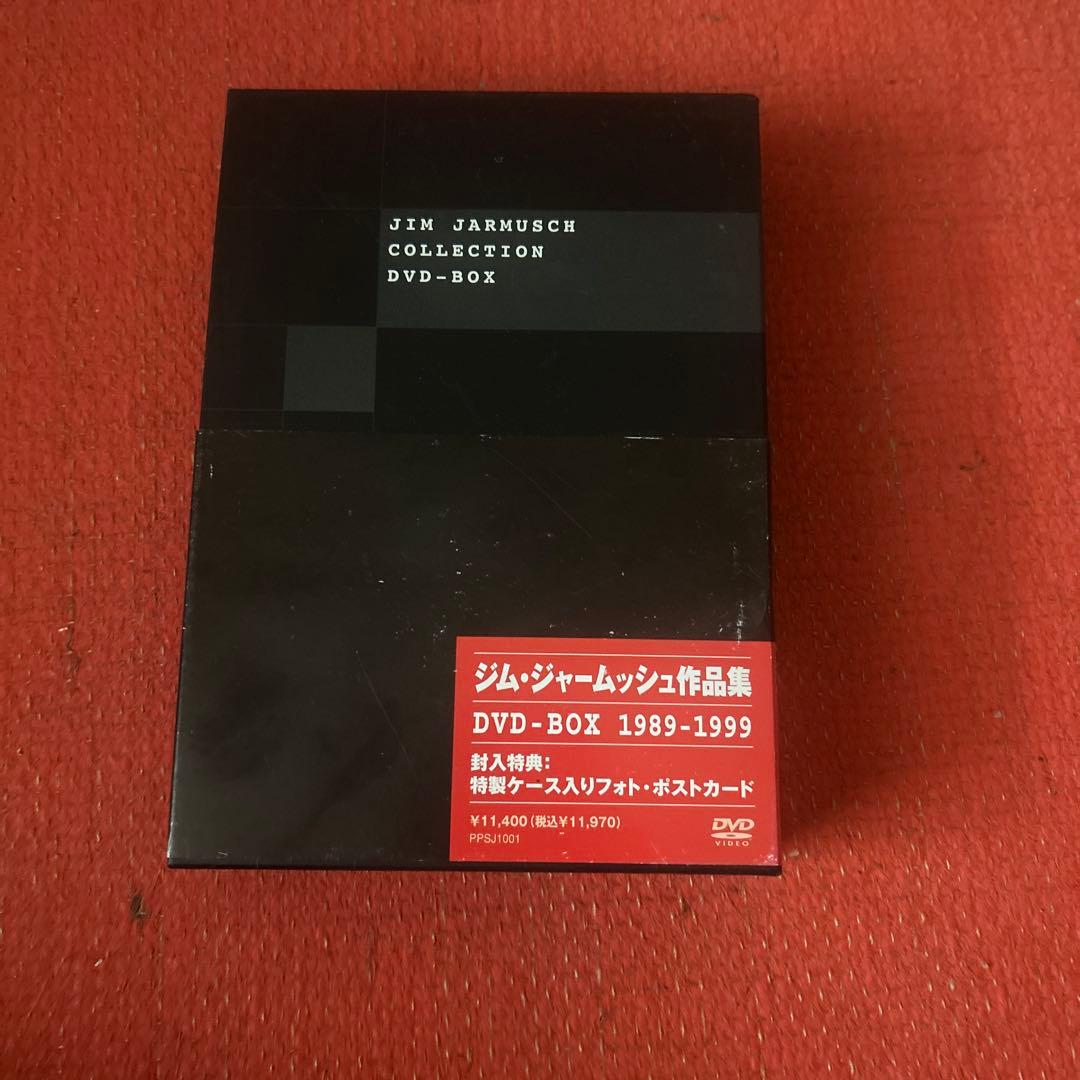 JIM JARMUSCH
COLLECTION
DVD-BOX
ジム・ジャームッシュ作品集
DVD-BOX 1989-1999
封入特典:
特製ケース入りフォト・ポストカード
¥11,400(税込¥11,970)
PPSJ1001
DVD
VIDEO